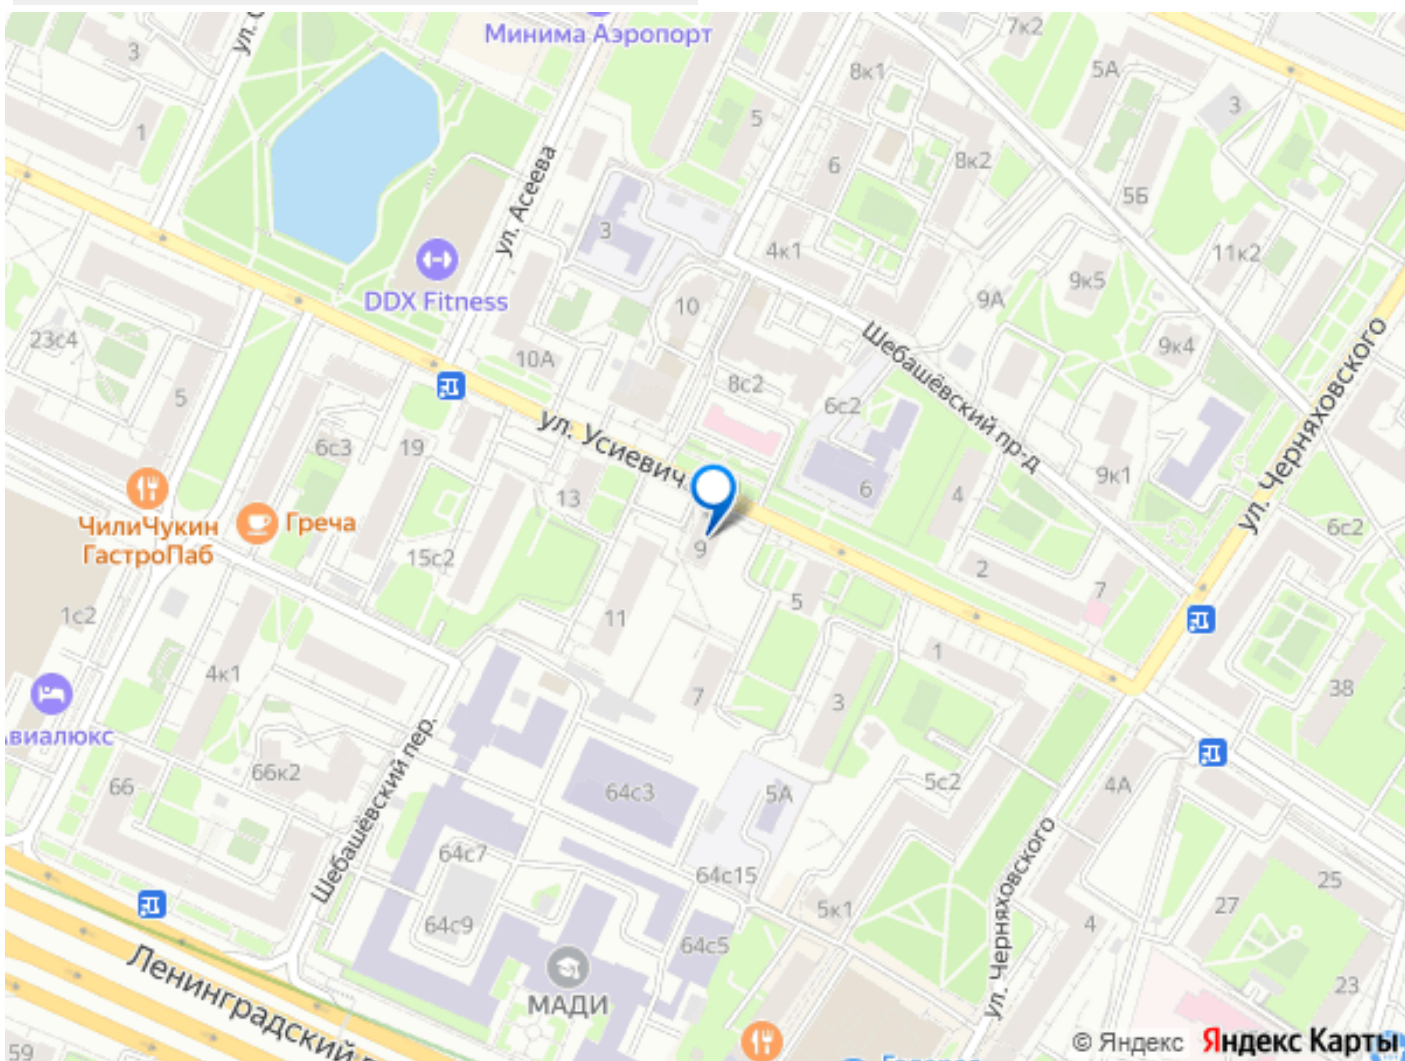 Минима Аэропорт
7к2
3
8к1
5А
ул. С
1
5
3
6
8к2
ул. Асеева
5Б
3
4к1
11к2
9к5
DDX Fitness
10
9А
23с4
Шебашёвский пр-д
9к4
10А
8с2
5
6с2
ул. Черняховского
ул. Усиевич
6с3
19
9к1
ЧилиЧукин
ГастроПаб
Греча
13
6
4
6с2
15с2
9
2
7
1с2
11
5
1
4к1
7
3
38
виалюкс
Шебашёвский пер.
66
66к2
64с3
5А
5с2
4А
64с7
64с15
ул. Черняховского
25
27
5к1
64с9
64с5
4
Ленинградский
МАДИ
23
59
© Яндекс Яндекс Карты